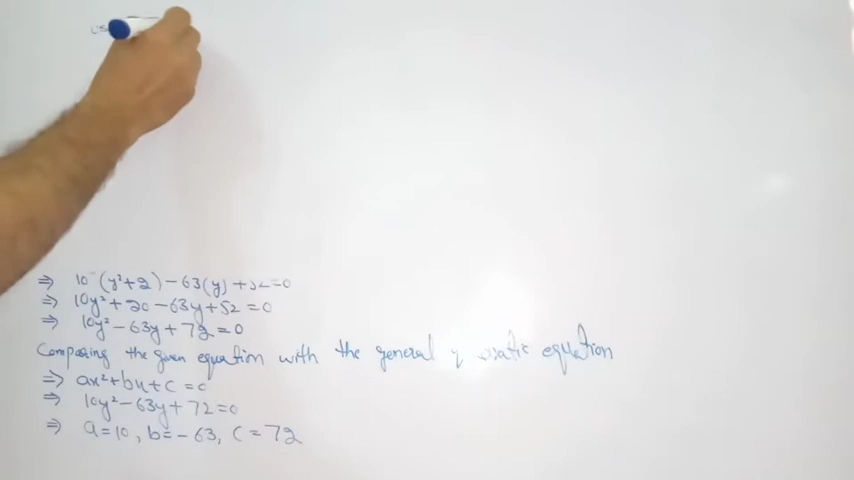 us
=> 10 (y²+2) - 63(y) + 52 = 0
=> 10y² + 20 - 63y + 52 = 0
=> 10y² - 63y + 72 = 0
Comparing the given equation with the general equation
=> ax² + bx + c = 0
=> 10y² - 63y + 72 = 0
=> a = 10, b = - 63, c = 72